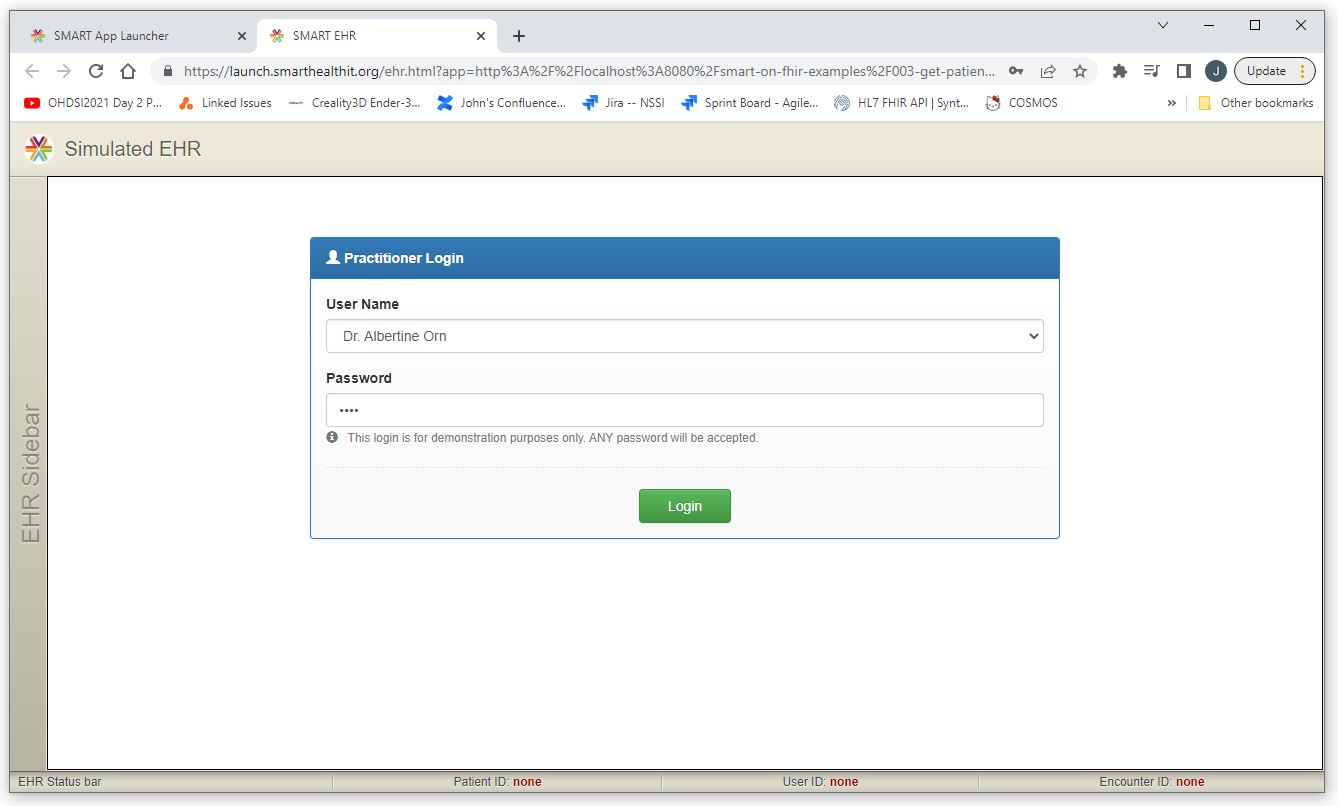 SMART App Launcher
SMART EHR
https://launch.smarthealthit.org/ehr.html?app=http%3A%2F%2Flocalhost%3A8080%2Fsmart-on-fhir-examples%2F003-get-patien...
J
Update
OHDSI2021 Day 2 P...
Linked Issues
Creality3D Ender-3...
John's Confluence...
Jira -- NSSI
Sprint Board - Agile...
HL7 FHIR API | Synt...
COSMOS
»
Other bookmarks
Simulated EHR
EHR Sidebar
Practitioner Login
User Name
Dr. Albertine Orn
Password
••••
This login is for demonstration purposes only. ANY password will be accepted.
Login
EHR Status bar
Patient ID: none
User ID: none
Encounter ID: none